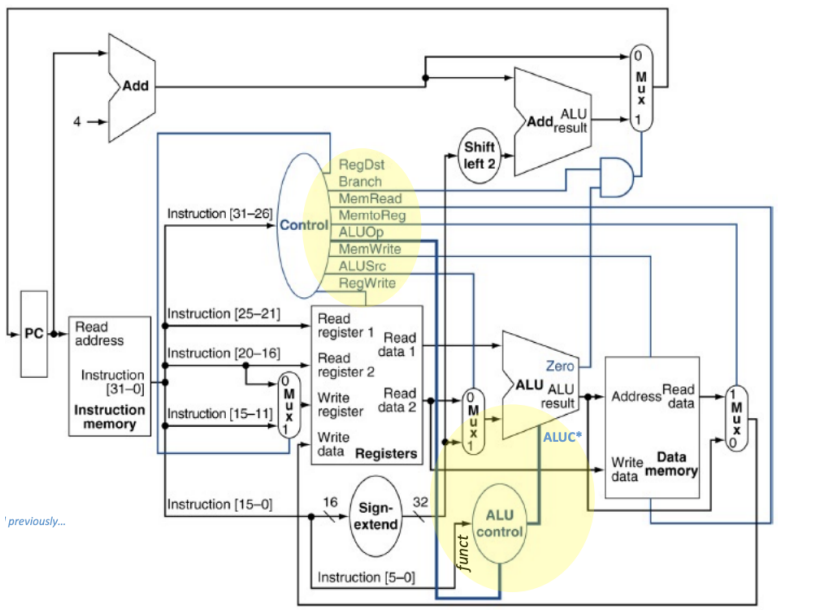 Add
4
Add
ALU
result
0
Mux
1
Shift
left 2
RegDst
Branch
MemRead
MemtoReg
ALUOp
MemWrite
ALUSrc
RegWrite
Control
Instruction [31–26]
PC
Read
address
Instruction
[31–0]
Instruction
memory
Instruction [25–21]
Instruction [20–16]
Instruction [15–11]
0
Mux
1
Read
register 1
Read
register 2
Write
register
Write
data
Read
data 1
Read
data 2
Registers
0
Mux
1
Zero
ALU
ALU
result
ALUC*
Address
Read
data
Write
data
Data
memory
1
Mux
0
Instruction [15–0]
16
Sign-
extend
32
ALU
control
funct
Instruction [5–0]
previously...